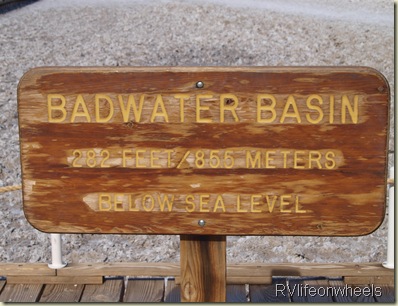 BADWATER BASIN
282 FEET/855 METERS
BELOW SEA LEVEL
RVlifeonwheels